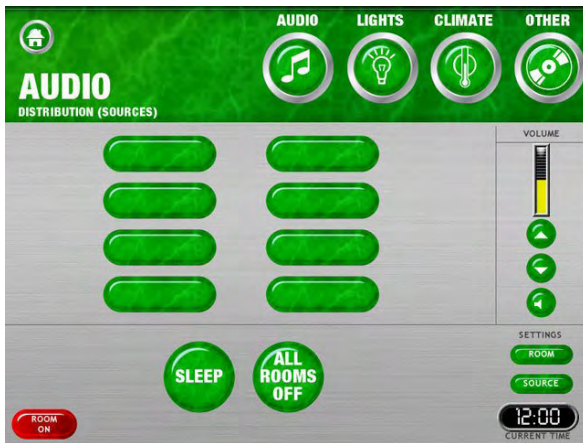 AUDIO LIGHTS CLIMATE OTHER
AUDIO
DISTRIBUTION (SOURCES)
VOLUME
SLEEP
ALL
ROOMS
OFF
SETTINGS
ROOM
SOURCE
ROOM
ON
12:00
CURRENT TIME